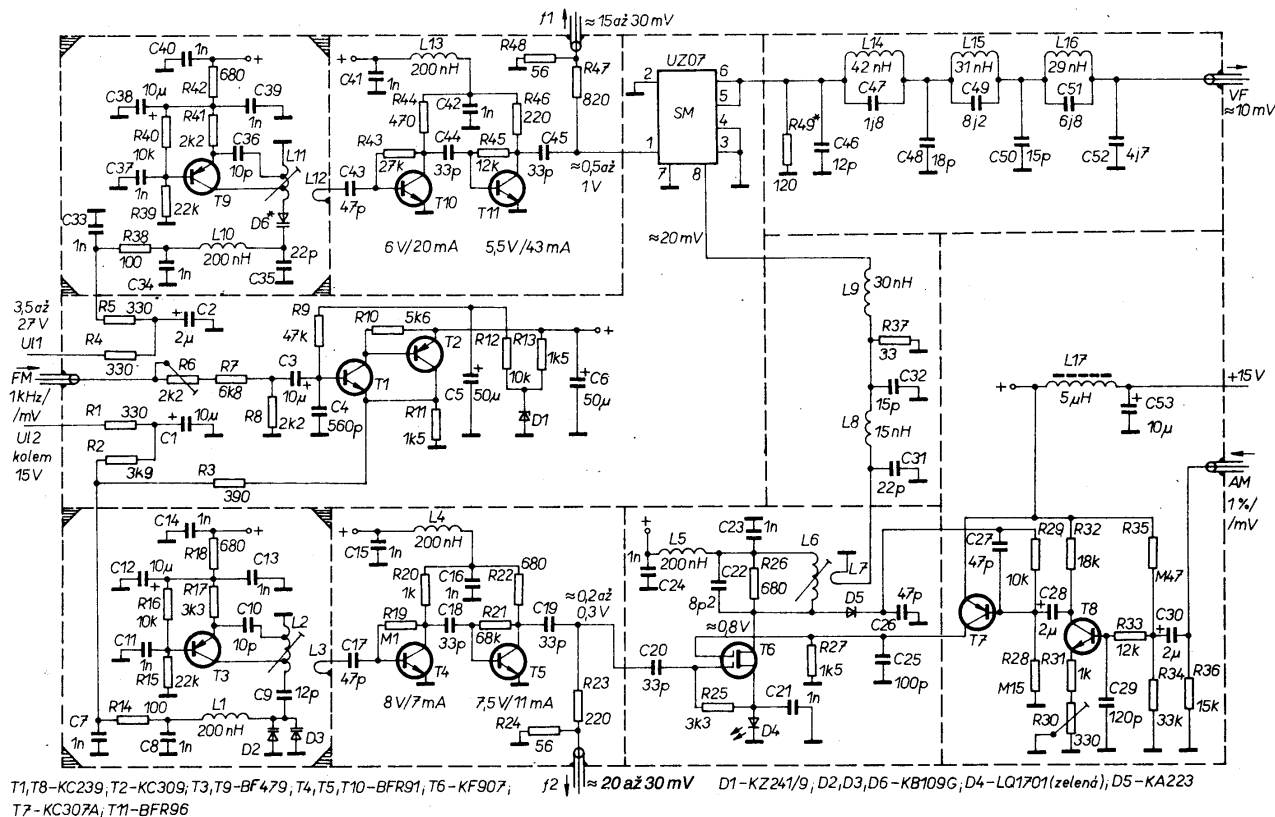 f1 ≈ 15 až 30 mV
C40 1n
680
R42
+
C38 10µ
+
R40
10k
R41
2k2
C39
1n
C36
10p
L11
C37
1n
R39
22k
T9
D6*
C33
1n
R38
100
L10
200 nH
22p
C34
1n
C35
L13
200 nH
+
C41
1n
R44
470
C42
1n
R46
220
R43
27k
C44
33p
R45
12k
C45
33p
L12
C43
47p
T10
T11
6 V/20 mA
5,5V/43 mA
R48
56
R47
820
≈0,5 až
1V
UZ07
SM
2
1
7
8
6
5
4
3
≈20 mV
R49*
120
C46
12p
L14
42 nH
C47
1j8
C48
18p
L15
31 nH
C49
8j2
C50
15p
L16
29 nH
C51
6j8
C52
4j7
VF
≈10 mV
3,5 až
27 V
Ul1
FM
1kHz/
/mV
Ul2
kolem
15V
R5
330
R4
330
+ C2
2µ
R6
2k2
R7
6k8
R8
2k2
C3
10µ
+
R1
330
+ 10µ
C1
R2
3k9
R3
390
R9
47k
R10
5k6
T1
T2
C4
560p
R11
1k5
C5
+
50µ
R12
10k
R13
1k5
D1
+
+ C6
50µ
30 nH
L9
R37
33
C32
15p
L8
15 nH
C31
22p
+
L17
5 µH
+15V
+ C53
10µ
AM
1%/
/mV
C14
1n
R18
680
+
C12
10µ
+
R16
10k
R17
3k3
C13
1n
C10
10p
L2
C11
1n
R15
22k
T3
C9
12p
C7
1n
R14
100
L1
200 nH
C8
1n
D2
D3
L4
200 nH
+
C15
1n
R20
1k
C16
1n
680
R22
R19
M1
C18
33p
R21
68k
C19
33p
L3
C17
47p
T4
T5
8V/7 mA
7,5V/11 mA
≈0,2 až
0,3V
R23
220
R24
56
+
1n
C24
L5
200 nH
C23
1n
C22
8p2
R26
680
L6
L7
D5
47p
C26
≈0,8V
T6
C20
33p
R25
3k3
C21
1n
D4
R27
1k5
C25
100p
C27
47p
R29
10k
R32
18k
R35
M47
T7
+ C28
2µ
T8
R33
12k
+ C30
2µ
R28
M15
R31
1k
R30
330
C29
120p
R34
33k
R36
15k
T1,T8-KC239; T2-KC309; T3,T9-BF479; T4,T5,T10-BFR91; T6-KF907;
f2 ≈ 20 až 30 mV
D1-KZ241/9; D2,D3,D6-KB109G; D4-LQ1701(zelená); D5-KA223
T7-KC307A; T11-BFR96